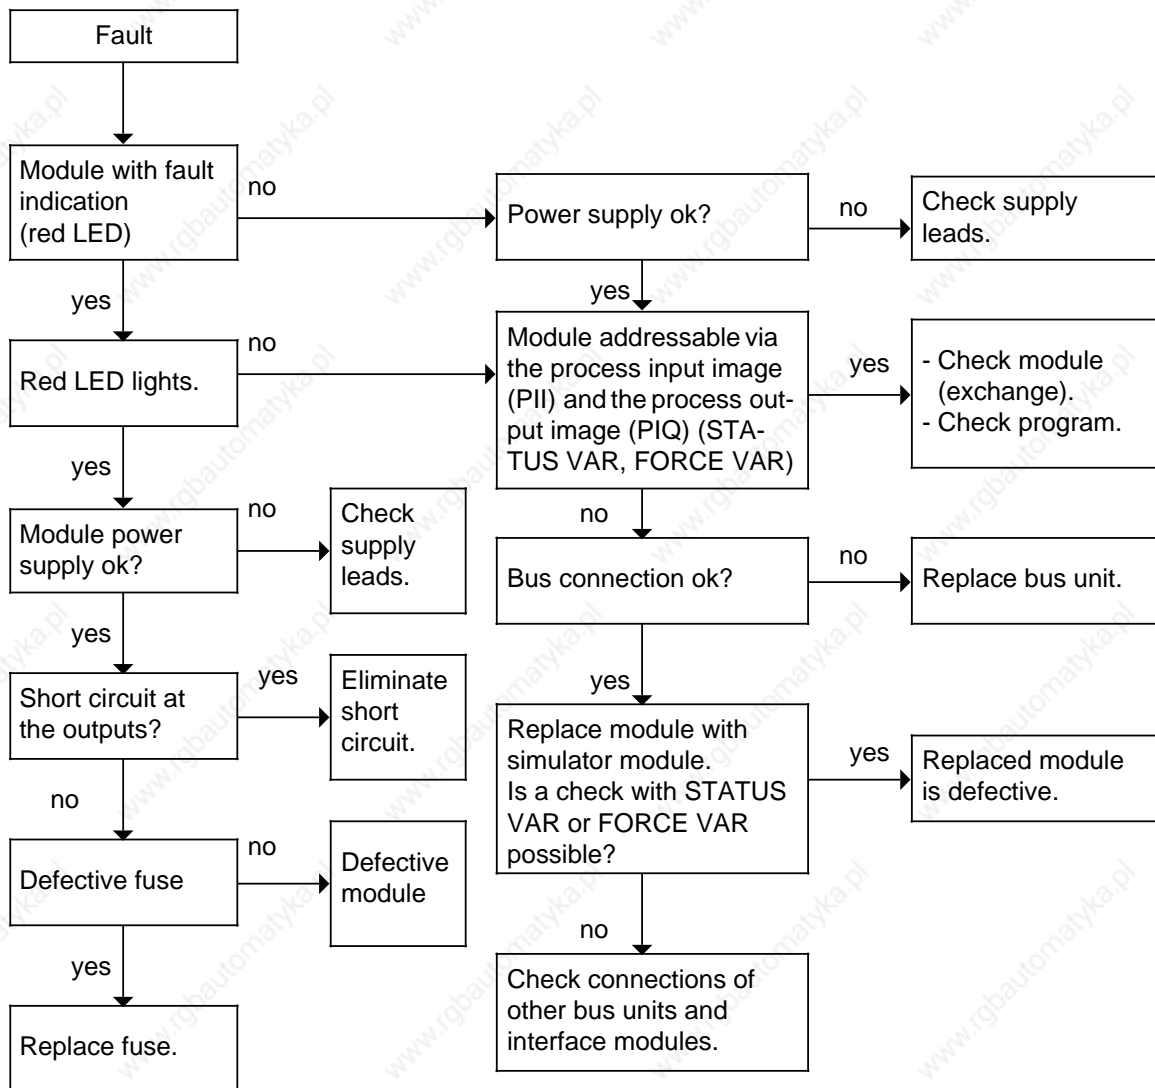 Fault
Module with fault
indication
(red LED)
no
Power supply ok?
no
Check supply
leads.
yes
yes
Red LED lights.
no
Module addressable via
the process input image
(PII) and the process out-
put image (PIQ) (STA-
TUS VAR, FORCE VAR)
yes
- Check module
(exchange).
- Check program.
yes
no
Module power
supply ok?
no
Check
supply
leads.
Bus connection ok?
no
Replace bus unit.
yes
yes
Short circuit at
the outputs?
yes
Eliminate
short
circuit.
Replace module with
simulator module.
Is a check with STATUS
VAR or FORCE VAR
possible?
yes
Replaced module
is defective.
no
Defective fuse
no
Defective
module
no
yes
Check connections of
other bus units and
interface modules.
Replace fuse.
www.rgbautomatyka.pl